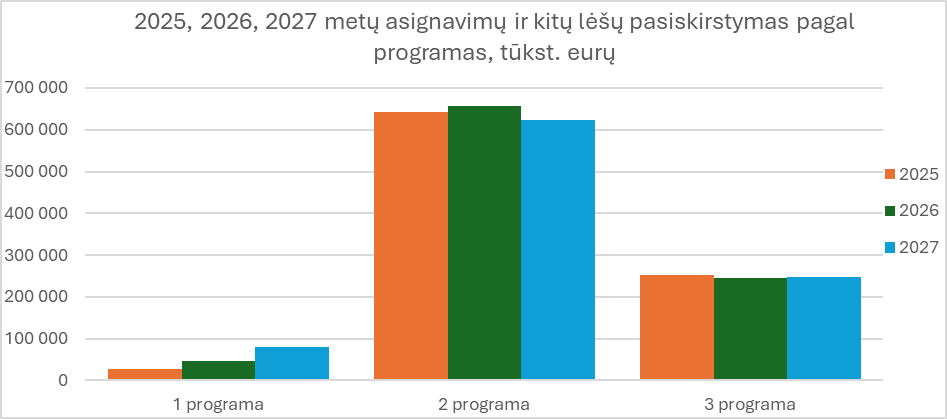 2025, 2026, 2027 metų asignavimų ir kitų lėšų pasiskirstymas pagal
programas, tūkst. eurų
700 000
600 000
500 000
400 000
300 000
200 000
100 000
0
1 programa
2 programa
3 programa
2025
2026
2027